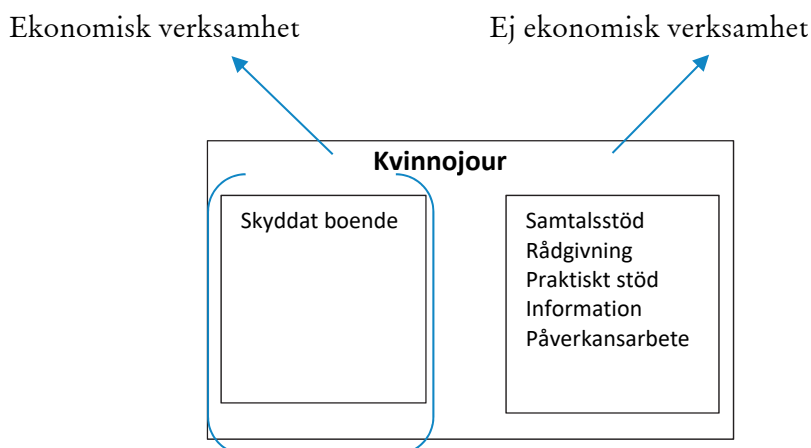 Ekonomisk verksamhet
Ej ekonomisk verksamhet
Kvinnojour
Skyddat boende
Samtalsstöd
Rådgivning
Praktiskt stöd
Information
Påverkansarbete